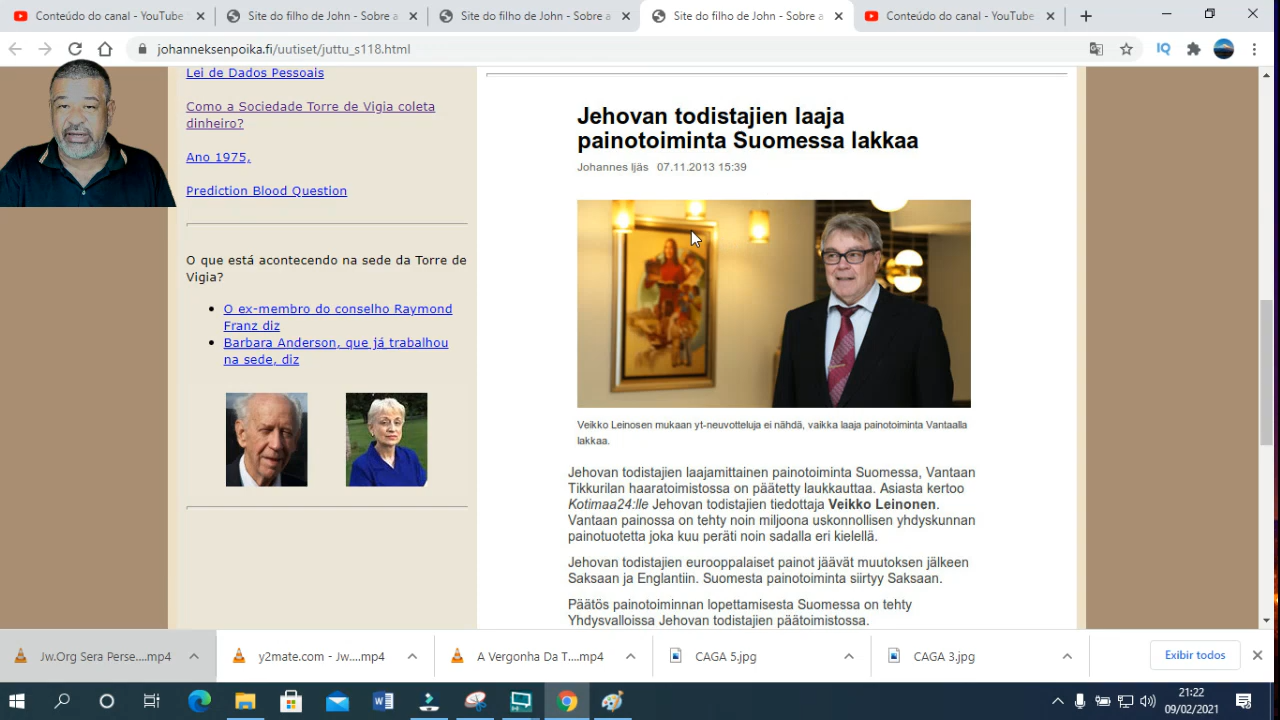 Conteúdo do canal - YouTube
Site do filho de John - Sobre a
Site do filho de John - Sobre a
Site do filho de John - Sobre a
Conteúdo do canal - YouTube
johanneksenpoika.fi/uutiset/juttu_s118.html
Lei de Dados Pessoais
Como a Sociedade Torre de Vigia coleta
dinheiro?
Ano 1975,
Prediction Blood Question
O que está acontecendo na sede da Torre de
Vigia?
O ex-membro do conselho Raymond
Franz diz
Barbara Anderson, que já trabalhou
na sede, diz
Jehovan todistajien laaja
painotoiminta Suomessa lakkaa
Johannes Ijäs 07.11.2013 15:39
Veikko Leinosen mukaan yt-neuvotteluja ei nähdä, vaikka laaja painotoiminta Vantaalla
lakkaa.
Jehovan todistajien laajamittainen painotoiminta Suomessa, Vantaan
Tikkurilan haaratoimistossa on päätetty laukkauttaa. Asiasta kertoo
Kotimaa24:lle Jehovan todistajien tiedottaja Veikko Leinonen.
Vantaan painossa on tehty noin miljoona uskonnollisen yhdyskunnan
painotuotetta joka kuu peräti noin sadalla eri kielellä.
Jehovan todistajien eurooppalaiset painot jäävät muutoksen jälkeen
Saksaan ja Englantiin. Suomesta painotoiminta siirtyy Saksaan.
Päätös painotoiminnan lopettamisesta Suomessa on tehty
Yhdysvalloissa Jehovan todistajien päätoimistossa.
Jw.Org Sera Perse....mp4
y2mate.com - Jw....mp4
A Vergonha Da T....mp4
CAGA 5.jpg
CAGA 3.jpg
Exibir todos
21:22
09/02/2021